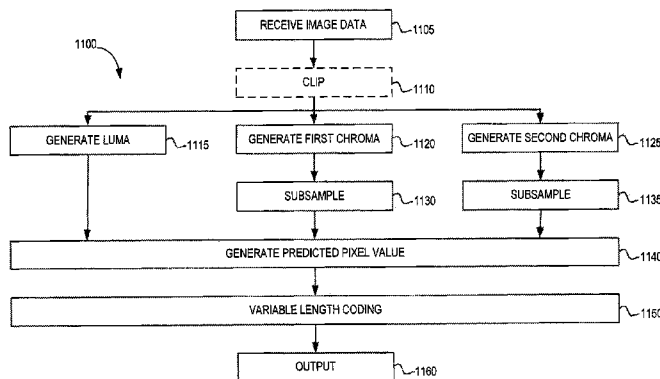 RECEIVE IMAGE DATA 1105
1100
CLIP 1110
GENERATE LUMA 1115
GENERATE FIRST CHROMA 1120
GENERATE SECOND CHROMA 1125
SUBSAMPLE 1130
SUBSAMPLE 1135
GENERATE PREDICTED PIXEL VALUE 1140
VARIABLE LENGTH CODING 1150
OUTPUT 1160